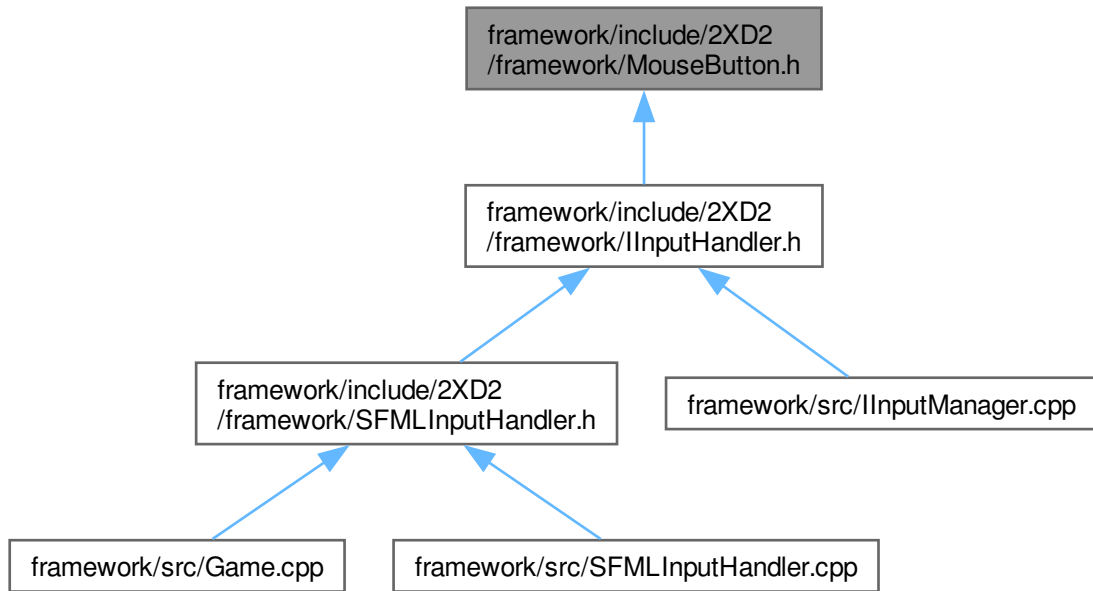 framework/include/2XD2
/framework/MouseButton.h
framework/include/2XD2
/framework/IInputHandler.h
framework/include/2XD2
/framework/SFMLInputHandler.h
framework/src/IInputManager.cpp
framework/src/Game.cpp
framework/src/SFMLInputHandler.cpp